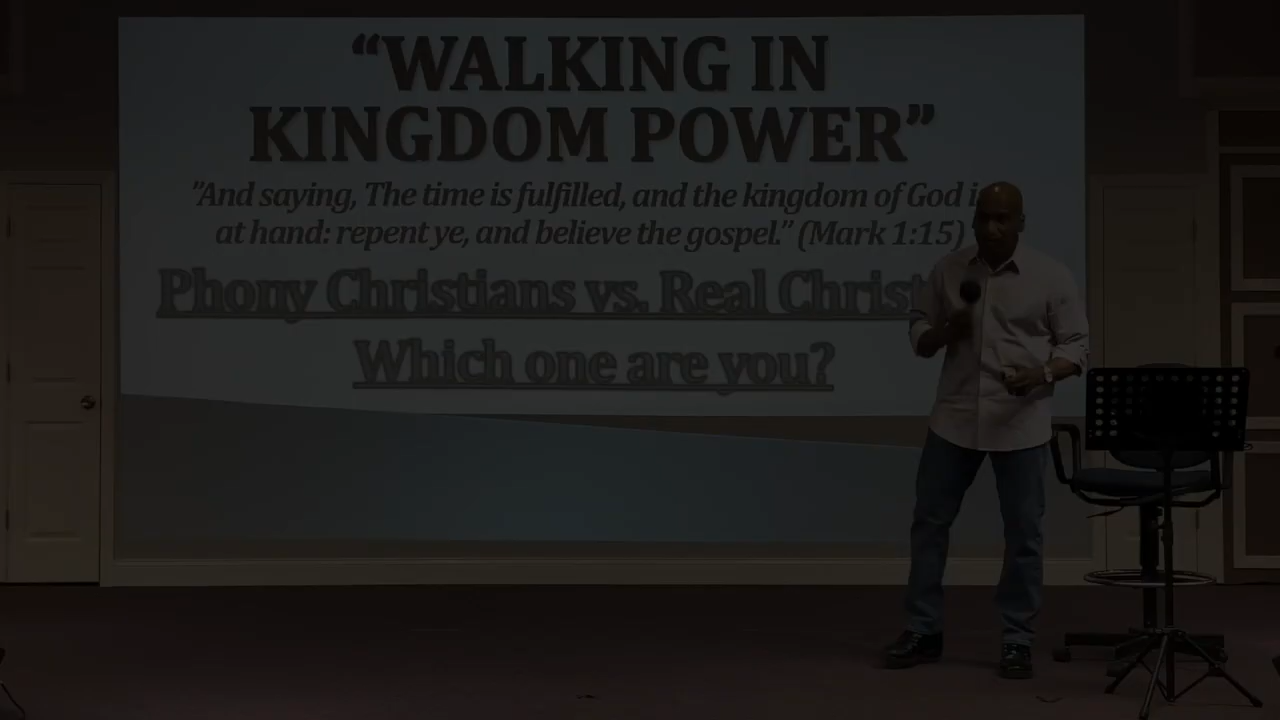 “WALKING IN
KINGDOM POWER”
"And saying, The time is fulfilled, and the kingdom of God i
at hand: repent ye, and believe the gospel." (Mark 1:15)
Phony Christians vs. Real Christ
Which one are you?